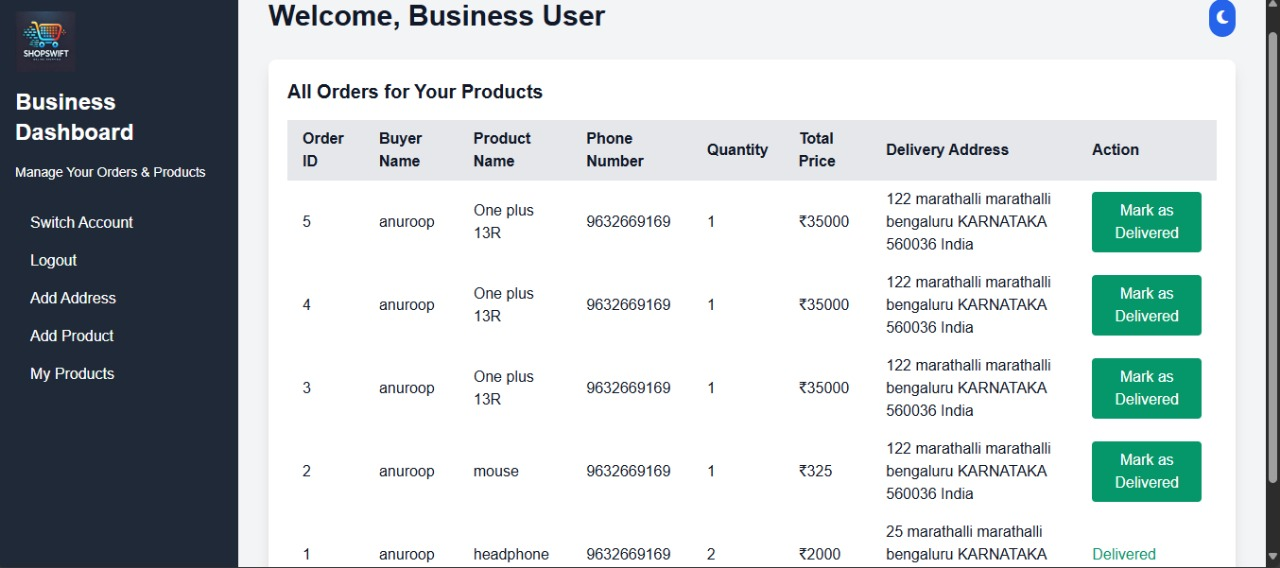 SHOPSWIFT
Business
Dashboard
Manage Your Orders & Products
Switch Account
Logout
Add Address
Add Product
My Products
Welcome, Business User
All Orders for Your Products
Order ID Buyer Name Product Name Phone Number Quantity Total Price Delivery Address Action
5 anuroop One plus 13R 9632669169 1 ₹35000 122 marathalli marathalli bengaluru KARNATAKA 560036 India Mark as Delivered
4 anuroop One plus 13R 9632669169 1 ₹35000 122 marathalli marathalli bengaluru KARNATAKA 560036 India Mark as Delivered
3 anuroop One plus 13R 9632669169 1 ₹35000 122 marathalli marathalli bengaluru KARNATAKA 560036 India Mark as Delivered
2 anuroop mouse 9632669169 1 ₹325 122 marathalli marathalli bengaluru KARNATAKA 560036 India Mark as Delivered
1 anuroop headphone 9632669169 2 ₹2000 25 marathalli marathalli bengaluru KARNATAKA Delivered